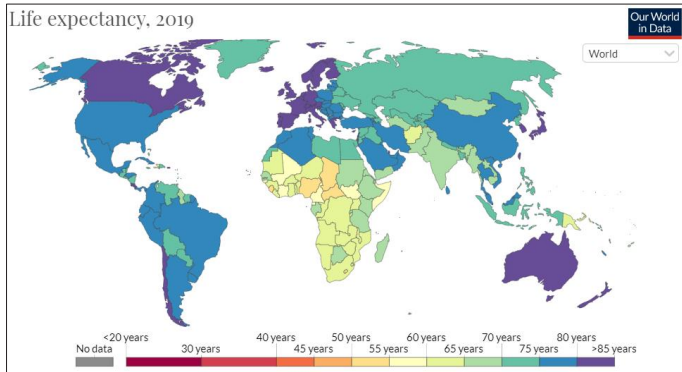 Life expectancy, 2019
Our World
in Data
World
No data
<20 years
30 years
40 years
45 years
50 years
55 years
60 years
65 years
70 years
75 years
80 years
>85 years